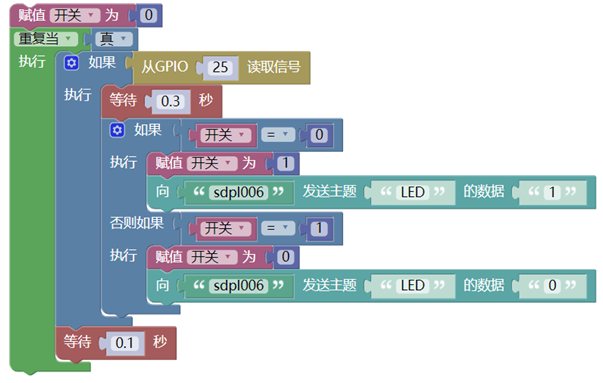 赋值 开关 为 0
重复当 真
执行 如果 从GPIO 25 读取信号
执行 等待 0.3 秒
如果 开关 = 0
执行 赋值 开关 为 1
向 “ sdpl006 ” 发送主题 “ LED ” 的数据 “ 1 ”
否则如果 开关 = 1
执行 赋值 开关 为 0
向 “ sdpl006 ” 发送主题 “ LED ” 的数据 “ 0 ”
等待 0.1 秒